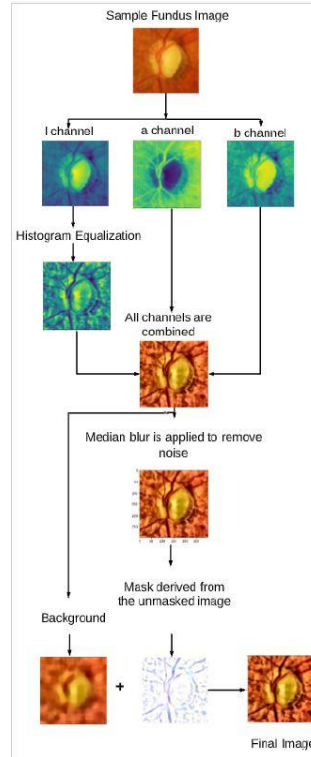 Sample Fundus Image
l channel
a channel
b channel
Histogram Equalization
All channels are
combined
Median blur is applied to remove
noise
Mask derived from
the unmasked image
Background
+
Final Image